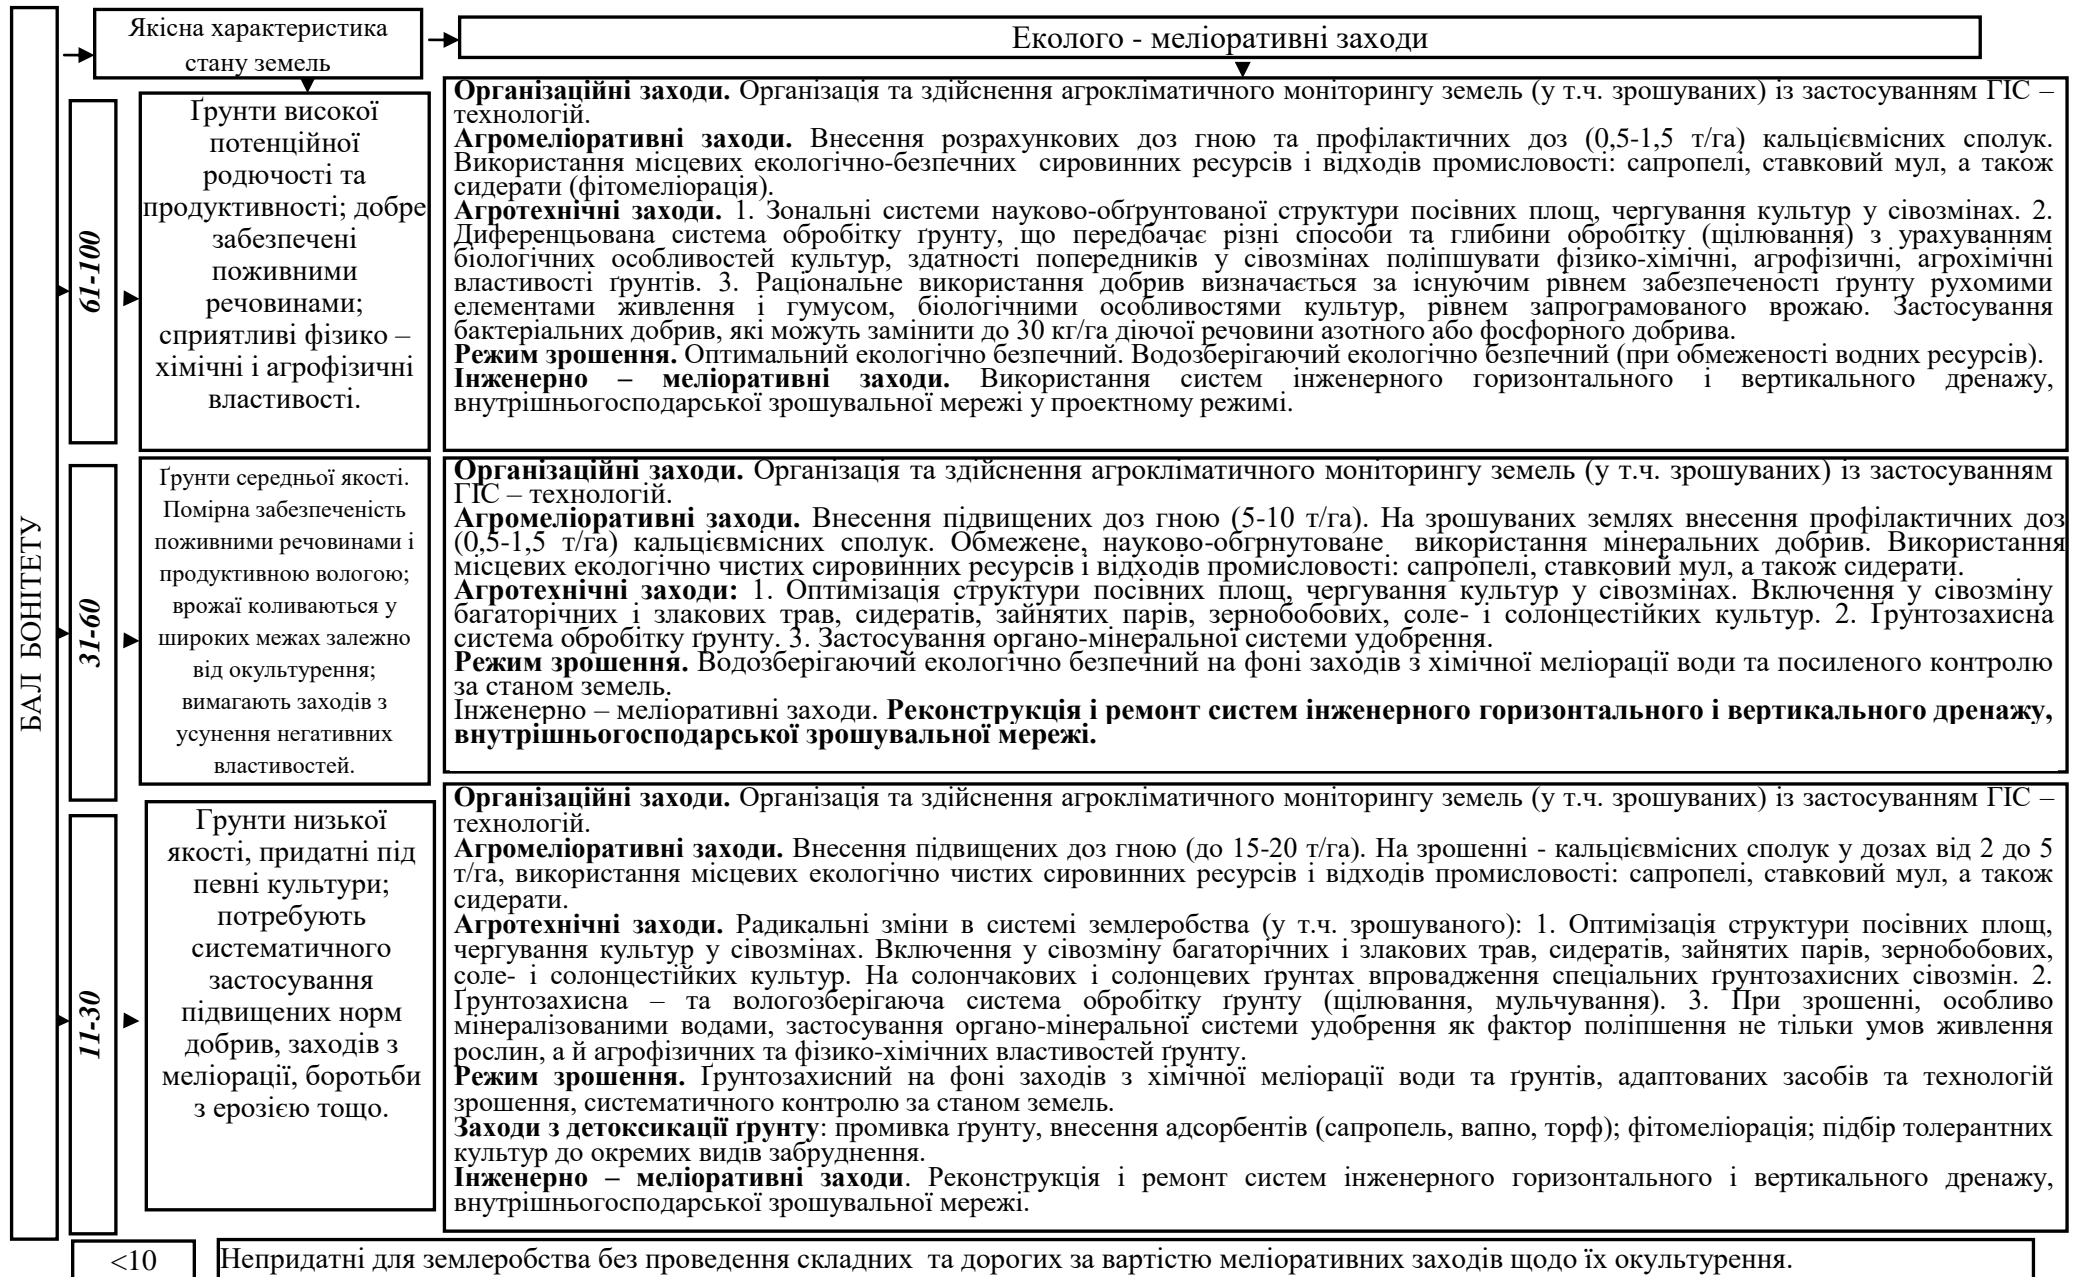 БАЛ БОНІТЕТУ
Якісна характеристика
стану земель
Еколого - меліоративні заходи
61-100
Ґрунти високої
потенційної
родючості та
продуктивності; добре
забезпечені
поживними
речовинами;
сприятливі фізико –
хімічні і агрофізичні
властивості.
Організаційні заходи. Організація та здійснення агрокліматичного моніторингу земель (у т.ч. зрошуваних) із застосуванням ГІС –
технологій.
Агромеліоративні заходи. Внесення розрахункових доз гною та профілактичних доз (0,5-1,5 т/га) кальцієвмісних сполук.
Використання місцевих екологічно-безпечних сировинних ресурсів і відходів промисловості: сапропелі, ставковий мул, а також
сидерати (фітомеліорація).
Агротехнічні заходи. 1. Зональні системи науково-обґрунтованої структури посівних площ, чергування культур у сівозмінах. 2.
Диференцьована система обробітку ґрунту, що передбачає різні способи та глибини обробітку (щілювання) з урахуванням
біологічних особливостей культур, здатності попередників у сівозмінах поліпшувати фізико-хімічні, агрофізичні, агрохімічні
властивості ґрунтів. 3. Раціональне використання добрив визначається за існуючим рівнем забезпеченості ґрунту рухомими
елементами живлення і гумусом, біологічними особливостями культур, рівнем запрограмованого врожаю. Застосування
бактеріальних добрив, які можуть замінити до 30 кг/га діючої речовини азотного або фосфорного добрива.
Режим зрошення. Оптимальний екологічно безпечний. Водозберігаючий екологічно безпечний (при обмеженості водних ресурсів).
Інженерно – меліоративні заходи. Використання систем інженерного горизонтального і вертикального дренажу,
внутрішньогосподарської зрошувальної мережі у проектному режимі.
31-60
Ґрунти середньої якості.
Помірна забезпеченість
поживними речовинами і
продуктивною вологою;
врожаї коливаються у
широких межах залежно
від окультурення;
вимагають заходів з
усунення негативних
властивостей.
Організаційні заходи. Організація та здійснення агрокліматичного моніторингу земель (у т.ч. зрошуваних) із застосуванням
ГІС – технологій.
Агромеліоративні заходи. Внесення підвищених доз гною (5-10 т/га). На зрошуваних землях внесення профілактичних доз
(0,5-1,5 т/га) кальцієвмісних сполук. Обмежене, науково-обгрнутоване використання мінеральних добрив. Використання
місцевих екологічно чистих сировинних ресурсів і відходів промисловості: сапропелі, ставковий мул, а також сидерати.
Агротехнічні заходи: 1. Оптимізація структури посівних площ, чергування культур у сівозмінах. Включення у сівозміну
багаторічних і злакових трав, сидератів, зайнятих парів, зернобобових, соле- і солонцестійких культур. 2. Ґрунтозахисна
система обробітку ґрунту. 3. Застосування органо-мінеральної системи удобрення.
Режим зрошення. Водозберігаючий екологічно безпечний на фоні заходів з хімічної меліорації води та посиленого контролю
за станом земель.
Інженерно – меліоративні заходи. Реконструкція і ремонт систем інженерного горизонтального і вертикального дренажу,
внутрішньогосподарської зрошувальної мережі.
11-30
Грунти низької
якості, придатні під
певні культури;
потребують
систематичного
застосування
підвищених норм
добрив, заходів з
меліорації, боротьби
з ерозією тощо.
Організаційні заходи. Організація та здійснення агрокліматичного моніторингу земель (у т.ч. зрошуваних) із застосуванням ГІС –
технологій.
Агромеліоративні заходи. Внесення підвищених доз гною (до 15-20 т/га). На зрошенні - кальцієвмісних сполук у дозах від 2 до 5
т/га, використання місцевих екологічно чистих сировинних ресурсів і відходів промисловості: сапропелі, ставковий мул, а також
сидерати.
Агротехнічні заходи. Радикальні зміни в системі землеробства (у т.ч. зрошуваного): 1. Оптимізація структури посівних площ,
чергування культур у сівозмінах. Включення у сівозміну багаторічних і злакових трав, сидератів, зайнятих парів, зернобобових,
соле- і солонцестійких культур. На солончакових і солонцевих ґрунтах впровадження спеціальних ґрунтозахисних сівозмін. 2.
Ґрунтозахисна – та вологозберігаюча система обробітку ґрунту (щілювання, мульчування). 3. При зрошенні, особливо
мінералізованими водами, застосування органо-мінеральної системи удобрення як фактор поліпшення не тільки умов живлення
рослин, а й агрофізичних та фізико-хімічних властивостей ґрунту.
Режим зрошення. Ґрунтозахисний на фоні заходів з хімічної меліорації води та ґрунтів, адаптованих засобів та технологій
зрошення, систематичного контролю за станом земель.
Заходи з детоксикації ґрунту: промивка ґрунту, внесення адсорбентів (сапропель, вапно, торф); фітомеліорація; підбір толерантних
культур до окремих видів забруднення.
Інженерно – меліоративні заходи. Реконструкція і ремонт систем інженерного горизонтального і вертикального дренажу,
внутрішньогосподарської зрошувальної мережі.
<10
Непридатні для землеробства без проведення складних та дорогих за вартістю меліоративних заходів щодо їх окультурення.